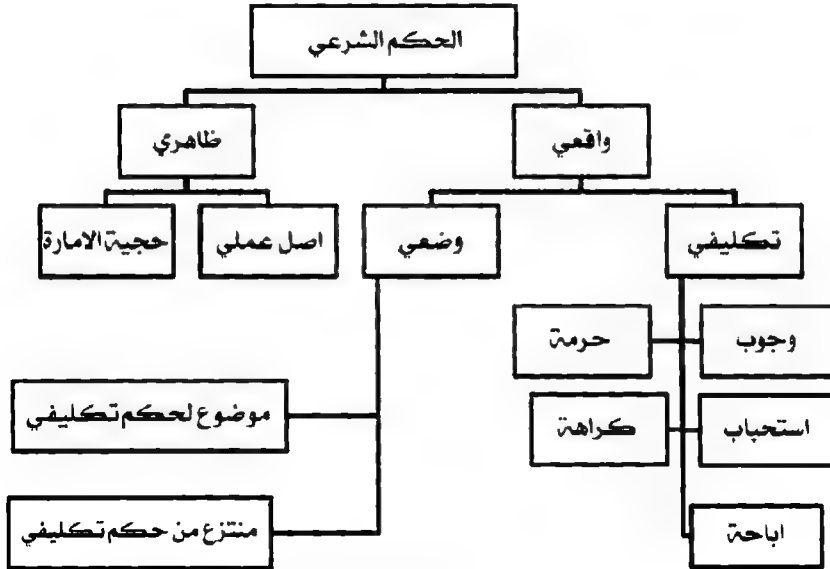 الحكم الشرعي
واقعي
ظاهري
تكليفي
وضعي
اصل عملي
حجية الامارة
وجوب
حرمة
استحباب
كراهة
اباحة
موضوع لحكم تكليفي
منتزع من حكم تكليفي